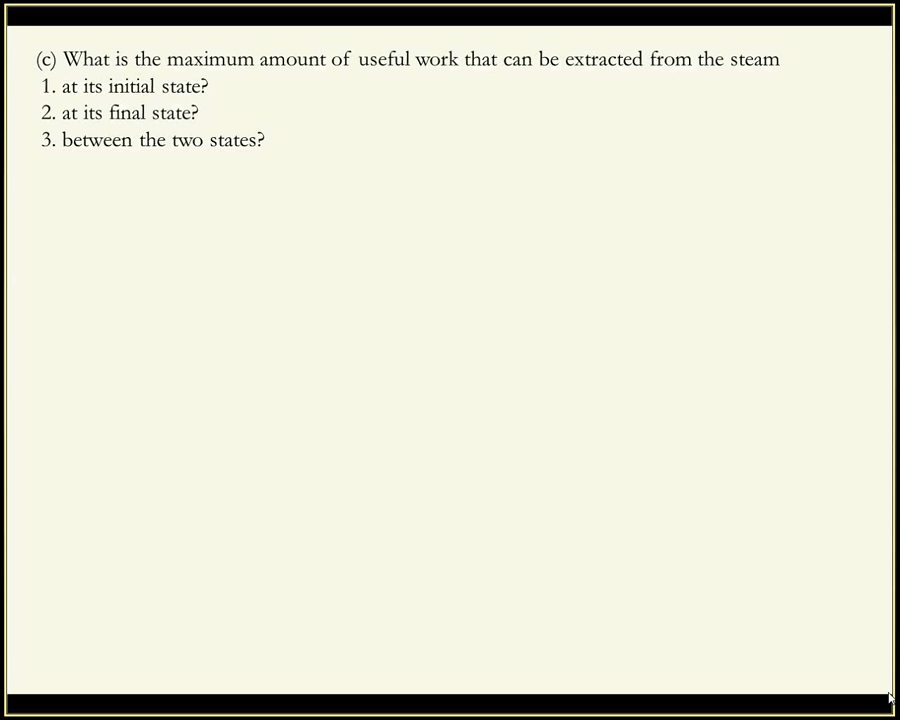 (c) What is the maximum amount of useful work that can be extracted from the steam
1. at its initial state?
2. at its final state?
3. between the two states?